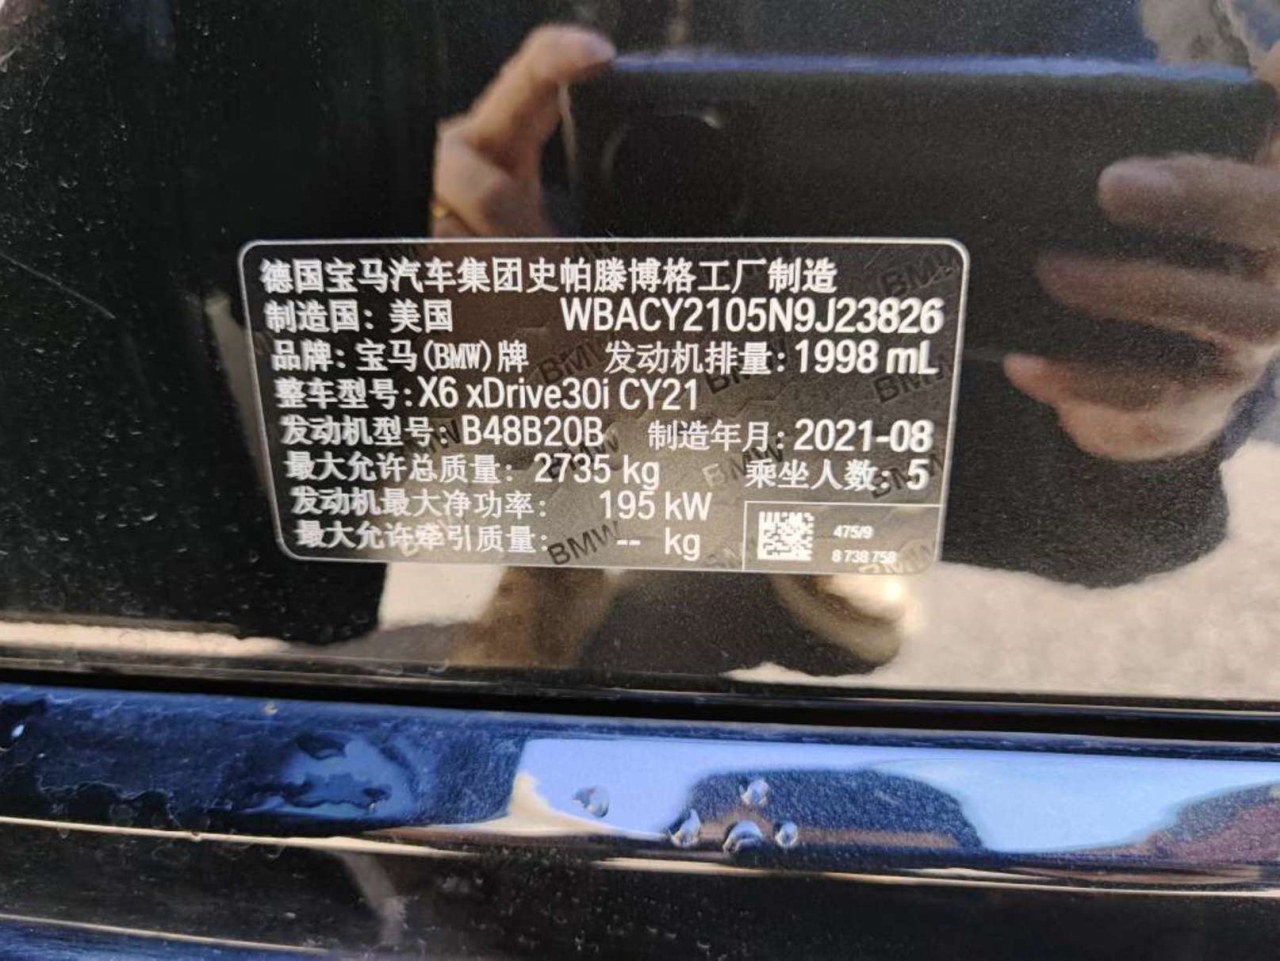 德国宝马汽车集团史帕滕博格工厂制造
制造国：美国 WBACY2105N9J23826
品牌：宝马(BMW)牌 发动机排量：1998 mL
整车型号：X6 xDrive30i CY21
发动机型号：B48B20B 制造年月：2021-08
最大允许总质量：2735 kg 乘坐人数：5
发动机最大净功率：195 kW
最大允许牵引质量：-- kg
475/9
8 738 758